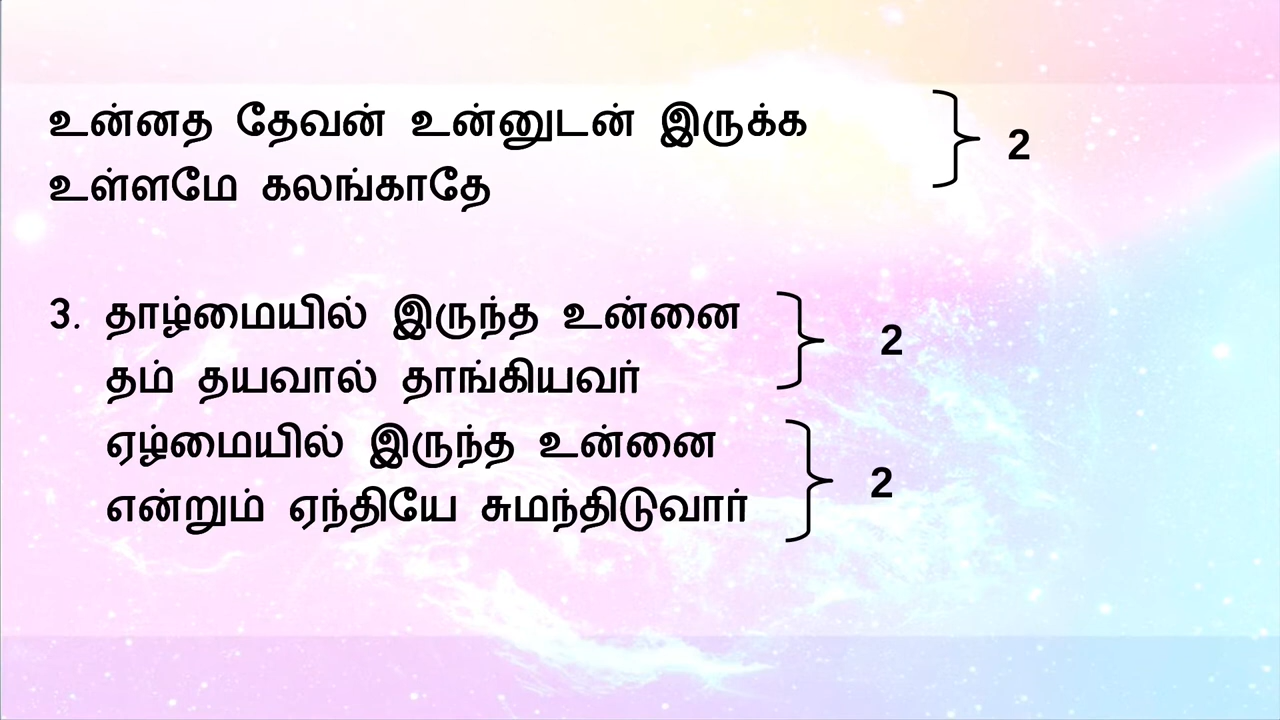 உன்னத தேவன் உன்னுடன் இருக்க } 2
உள்ளமே கலங்காதே
3. தாழ்மையில் இருந்த உன்னை } 2
தம் தயவால் தாங்கியவர்
ஏழ்மையில் இருந்த உன்னை } 2
என்றும் ஏந்தியே சுமந்திடுவார்